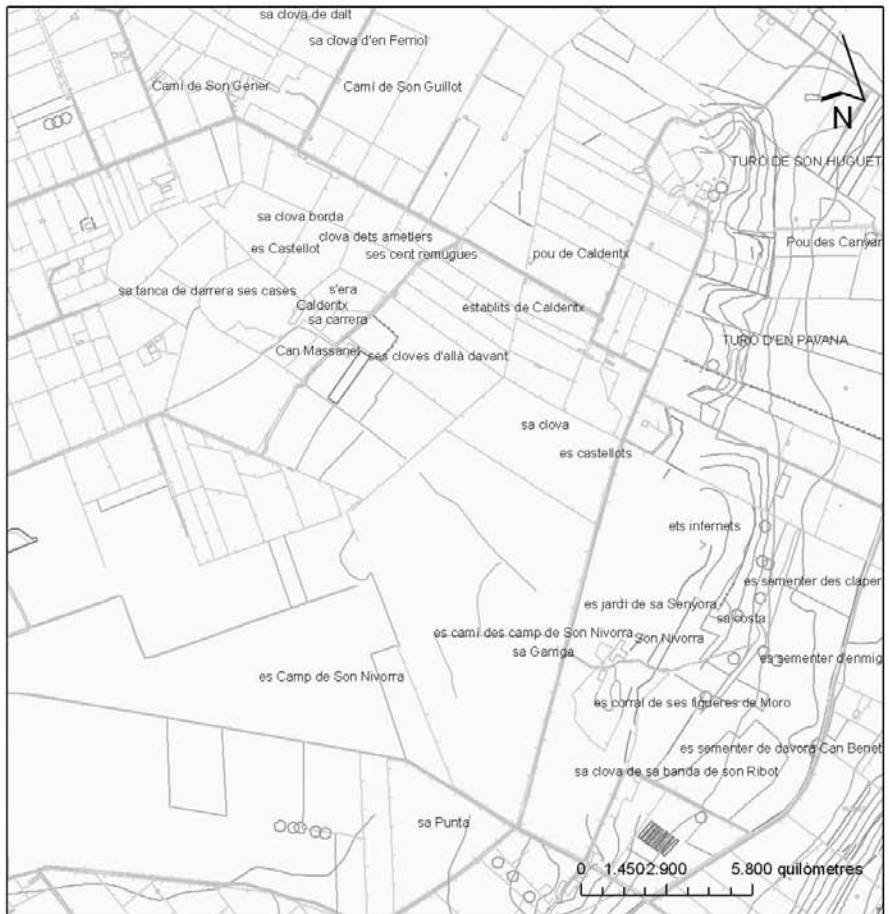 sa clova de dalt
sa clova d'en Ferriol
Camí de Son Gener
Camí de Son Guillot
N
TURÓ DE SON HUGUET
sa clova borda
clova dets ametlers
es Castellot
ses cent remugues
pou de Calderitx
Pou des Canyar
sa tanca de darrera ses cases
s'era
Calderitx
sa carrera
establits de Calderitx
Can Massanet
ses cloves d'allà davant
TURÓ D'EN PAVANA
sa clova
es castellots
ets infernets
es sementer des claper
es jardí de sa Senyora
sa costa
es camí des camp de Son Nivorra
Son Nivorra
sa Garriga
es sementer d'enmig
es Camp de Son Nivorra
es corral de ses figueres de Moro
es sementer de davora Can Benet
sa clova de sa banda de son Ribot
sa Punta
0 1.450 2.900 5.800 quilòmetres